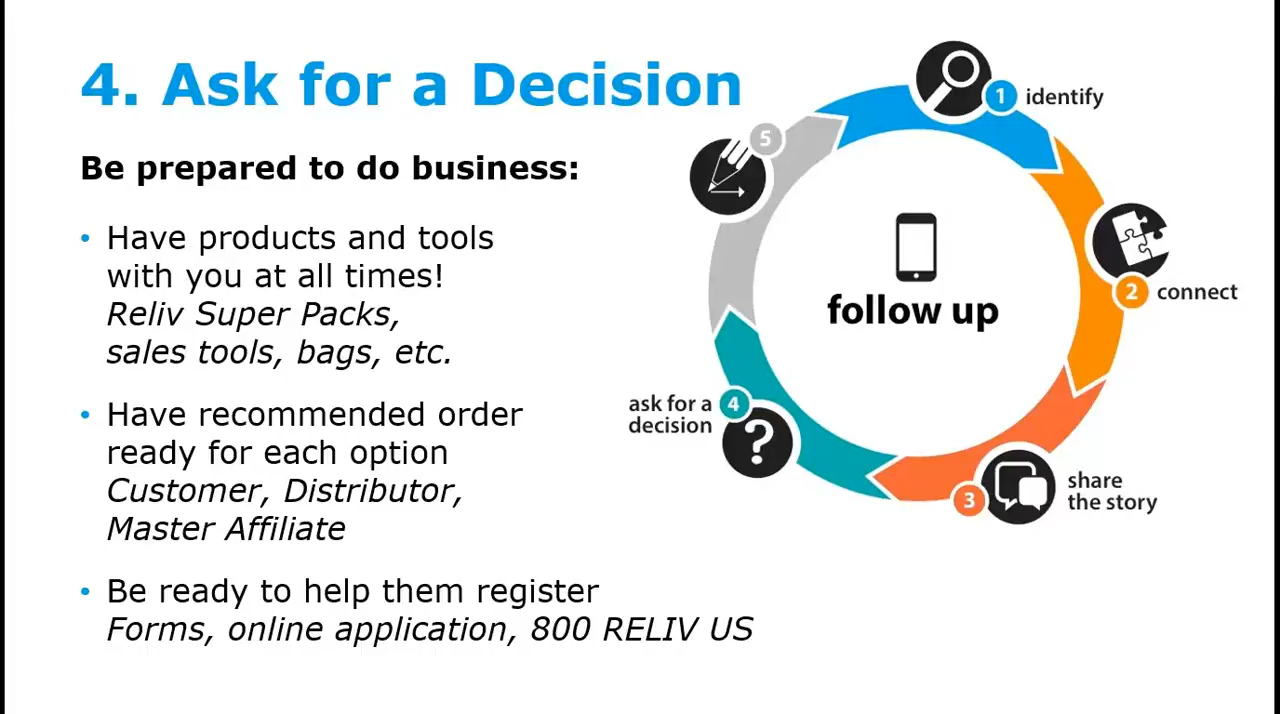 4. Ask for a Decision
Be prepared to do business:
• Have products and tools
with you at all times!
Reliv Super Packs,
sales tools, bags, etc.
• Have recommended order
ready for each option
Customer, Distributor,
Master Affiliate
• Be ready to help them register
Forms, online application, 800 RELIV US
1 identify
2 connect
3 share
the story
4 ask for a
decision
5
follow up